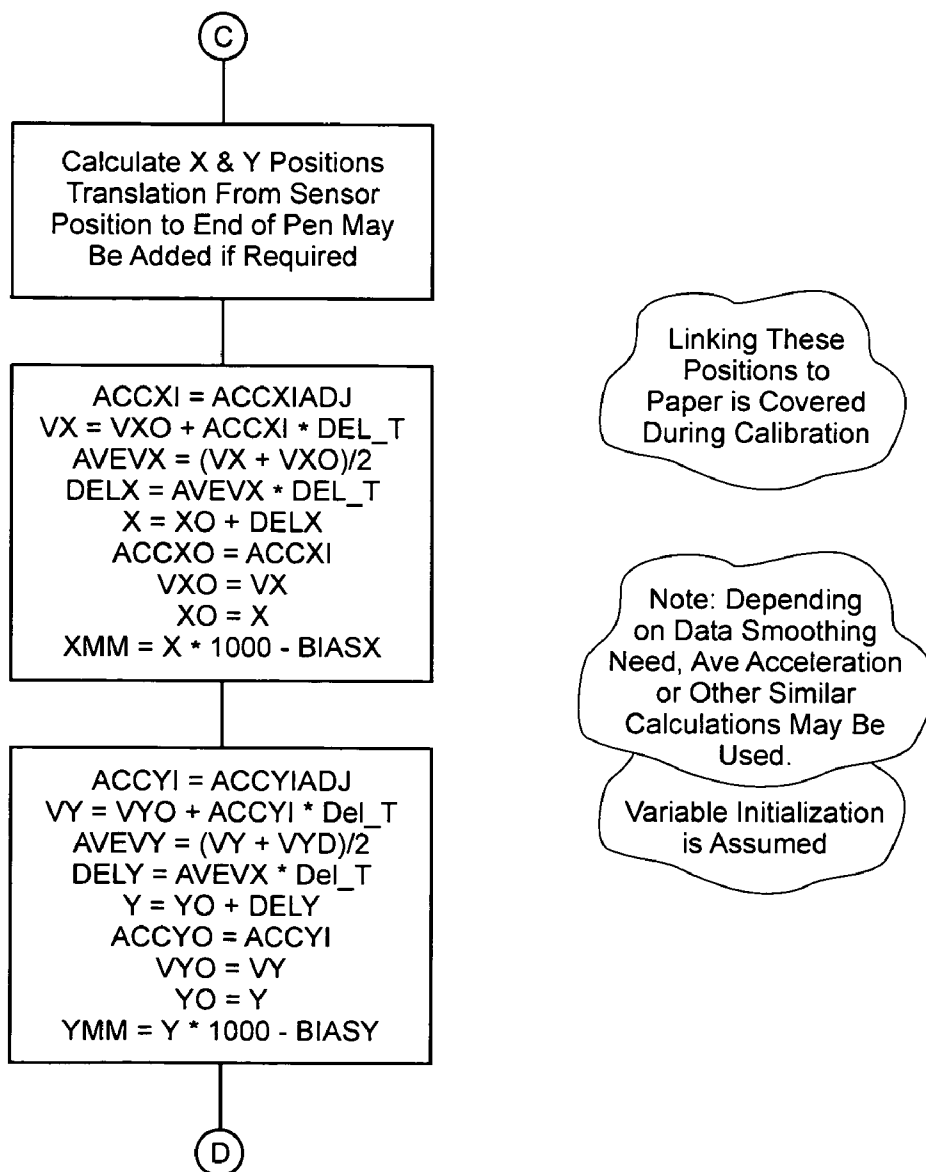 C
Calculate X & Y Positions
Translation From Sensor
Position to End of Pen May
Be Added if Required
ACCXI = ACCXIADJ
VX = VXO + ACCXI * DEL_T
AVEVX = (VX + VXO)/2
DELX = AVEVX * DEL_T
X = XO + DELX
ACCXO = ACCXI
VXO = VX
XO = X
XMM = X * 1000 - BIASX
ACCYI = ACCYIADJ
VY = VYO + ACCYI * Del_T
AVEVY = (VY + VYD)/2
DELY = AVEVX * Del_T
Y = YO + DELY
ACCYO = ACCYI
VYO = VY
YO = Y
YMM = Y * 1000 - BIASY
D
Linking These
Positions to
Paper is Covered
During Calibration
Note: Depending
on Data Smoothing
Need, Ave Acceleration
or Other Similar
Calculations May Be
Used.
Variable Initialization
is Assumed